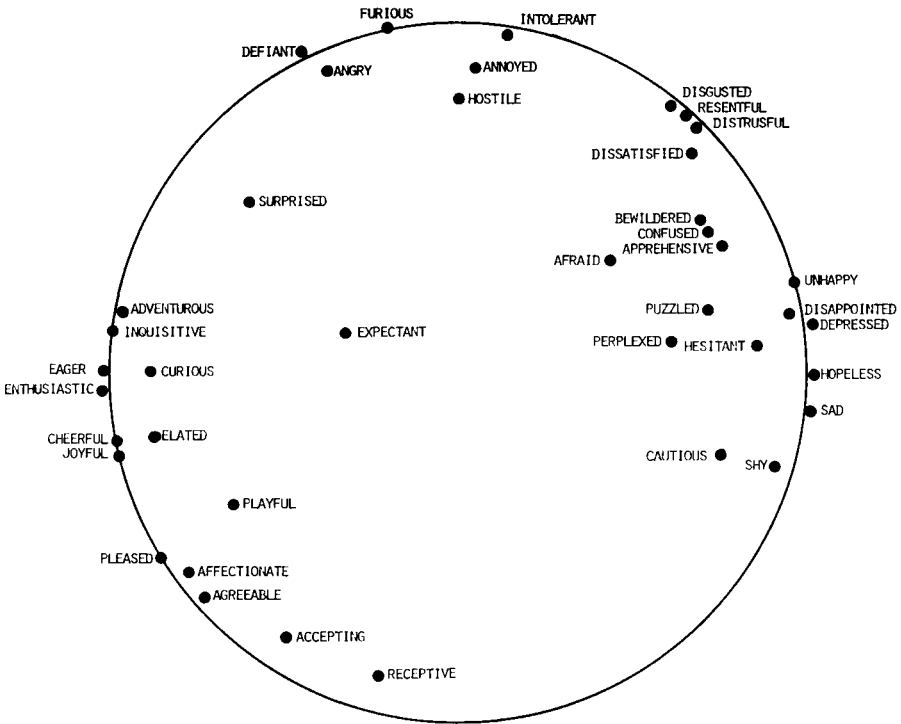 FURIOUS
INTOLERANT
DEFIANT
ANGRY
ANNOYED
HOSTILE
DISGUSTED
RESENTFUL
DISTRUSFUL
DISSATISFIED
SURPRISED
BEWILDERED
CONFUSED
APPREHENSIVE
AFRAID
UNHAPPY
ADVENTUROUS
PUZZLED
DISAPPOINTED
DEPRESSED
INQUISITIVE
EXPECTANT
PERPLEXED
HESITANT
EAGER
CURIOUS
HOPELESS
ENTHUSIASTIC
SAD
CHEERFUL
ELATED
JOYFUL
CAUTIOUS
SHY
PLAYFUL
PLEASED
AFFECTIONATE
AGREEABLE
ACCEPTING
RECEPTIVE